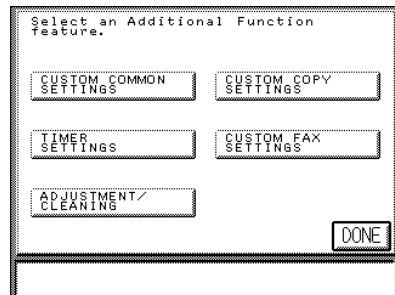 Select an Additional Function
feature.
CUSTOM COMMON
SETTINGS
CUSTOM COPY
SETTINGS
TIMER
SETTINGS
CUSTOM FAX
SETTINGS
ADJUSTMENT/
CLEANING
DONE